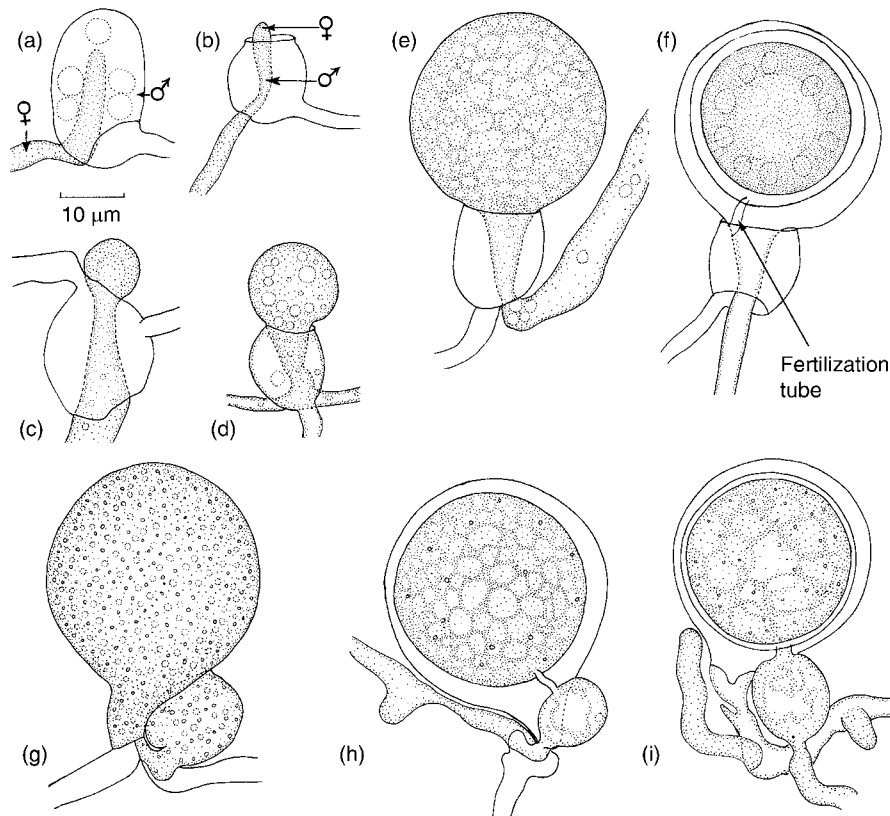 (a)
♀
♂
(b)
♀
♂
(e)
(f)
10 μm
(c)
(d)
Fertilization
tube
(g)
(h)
(i)